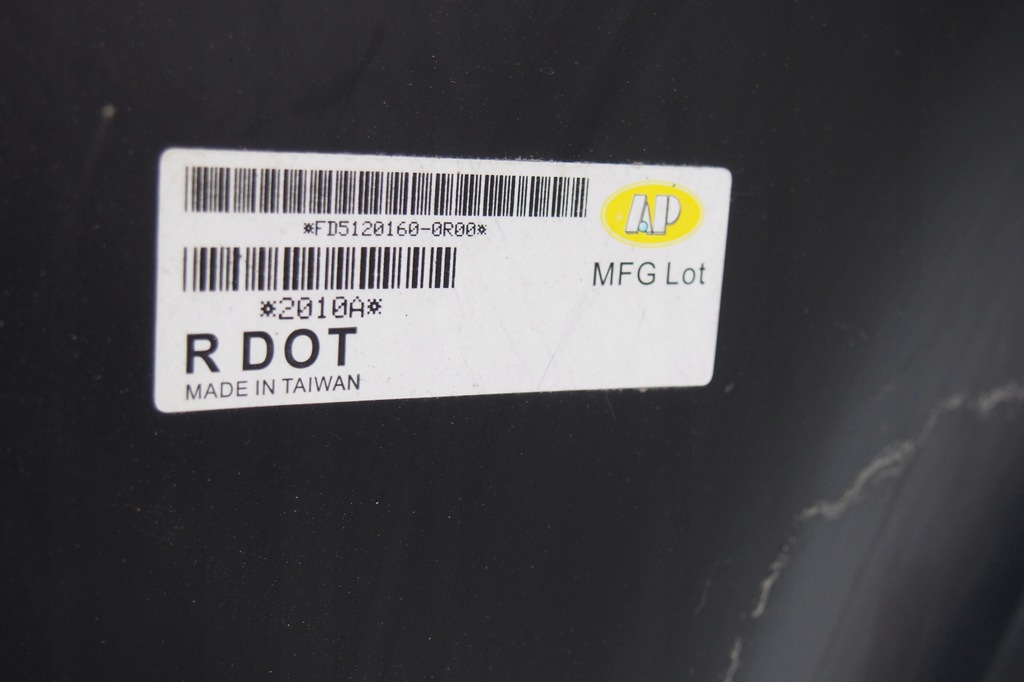 *FD5120160-0R00*
AP
MFG Lot
*2010A*
R DOT
MADE IN TAIWAN